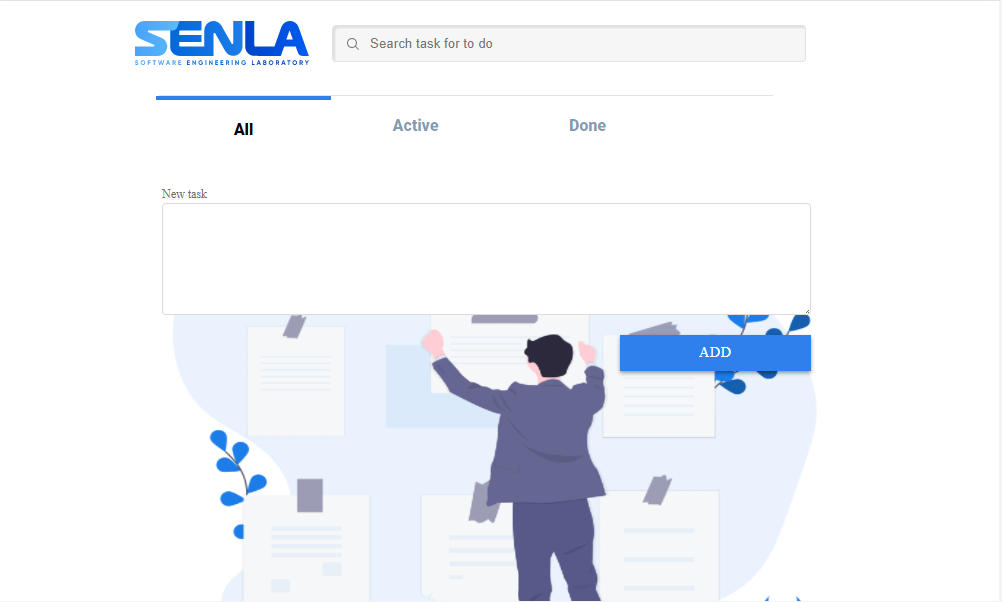 SENLA
SOFTWARE ENGINEERING LABORATORY
Search task for to do
All
Active
Done
New task
ADD